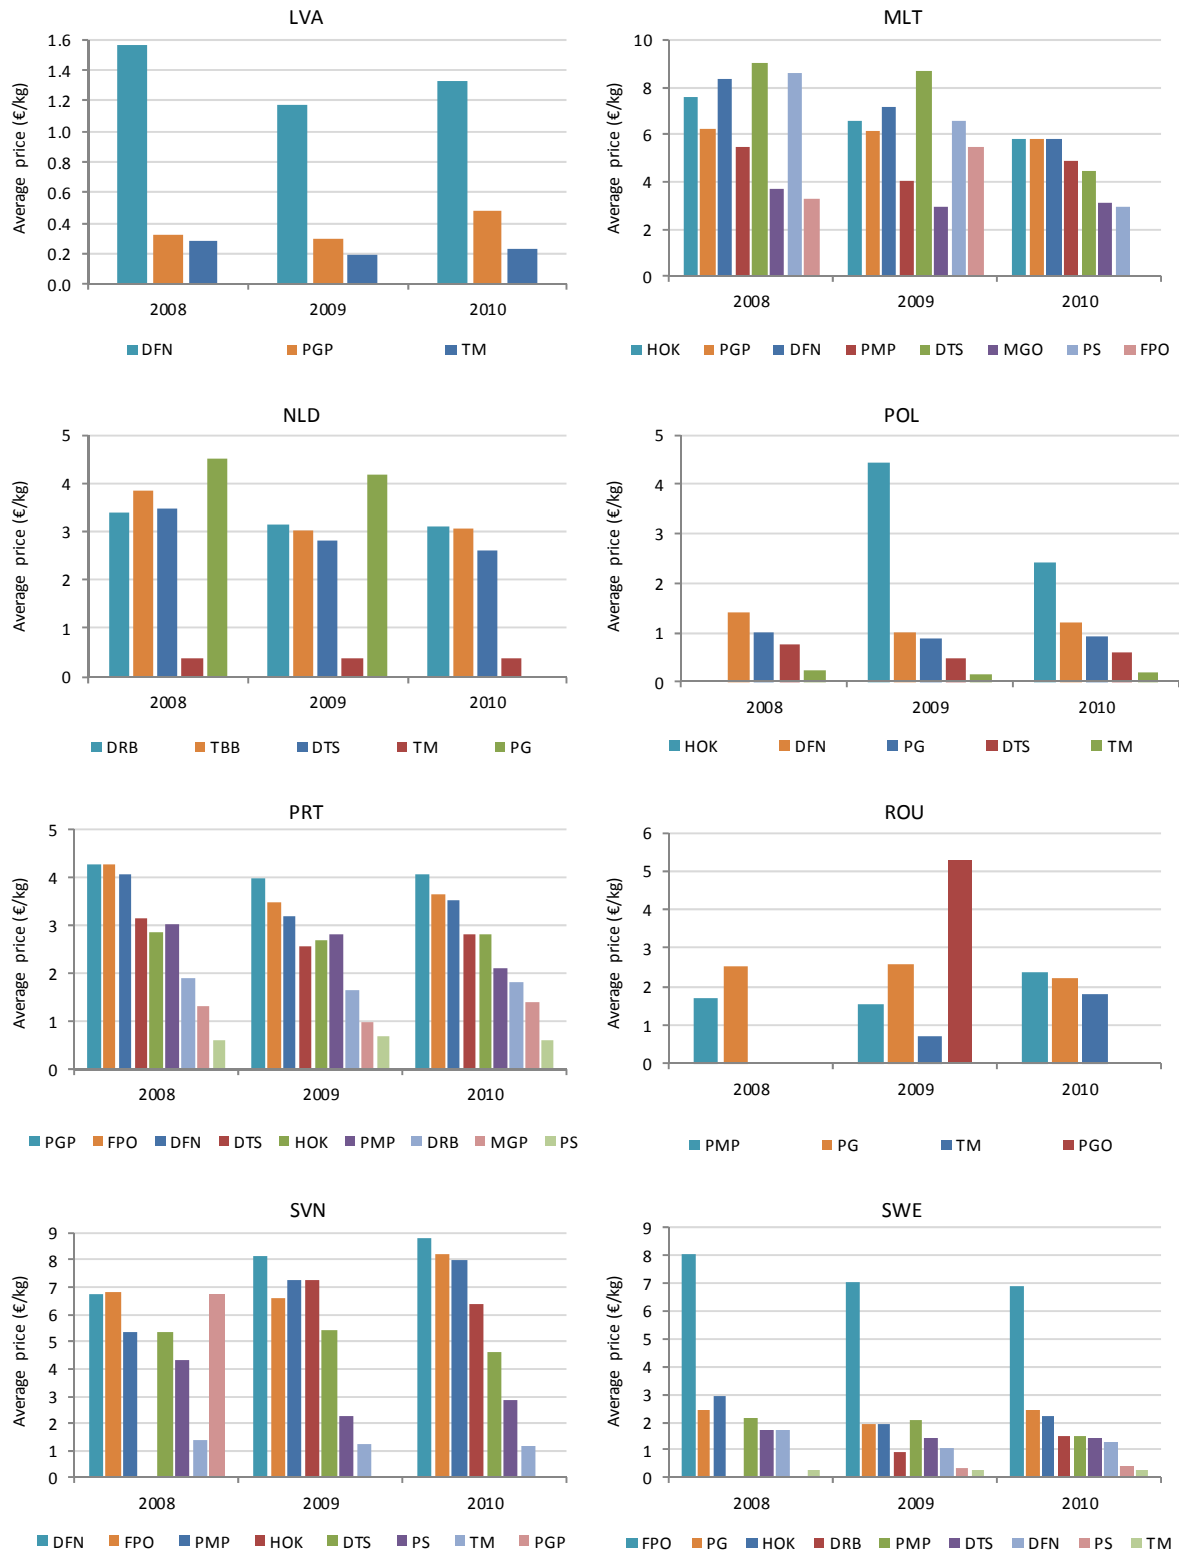 LVA
Average price (€/kg)
1.6
1.4
1.2
1.0
0.8
0.6
0.4
0.2
0.0
2008 2009 2010
DFN PGP TM
MLT
Average price (€/kg)
10
8
6
4
2
0
2008 2009 2010
HOK PGP DFN PMP DTS MGO PS FPO
NLD
Average price (€/kg)
5
4
3
2
1
0
2008 2009 2010
DRB TBB DTS TM PG
POL
Average price (€/kg)
5
4
3
2
1
0
2008 2009 2010
HOK DFN PG DTS TM
PRT
Average price (€/kg)
5
4
3
2
1
0
2008 2009 2010
PGP FPO DFN DTS HOK PMP DRB MGP PS
ROU
Average price (€/kg)
6
5
4
3
2
1
0
2008 2009 2010
PMP PG TM PGO
SVN
Average price (€/kg)
9
8
7
6
5
4
3
2
1
0
2008 2009 2010
DFN FPO PMP HOK DTS PS TM PGP
SWE
Average price (€/kg)
9
8
7
6
5
4
3
2
1
0
2008 2009 2010
FPO PG HOK DRB PMP DTS DFN PS TM